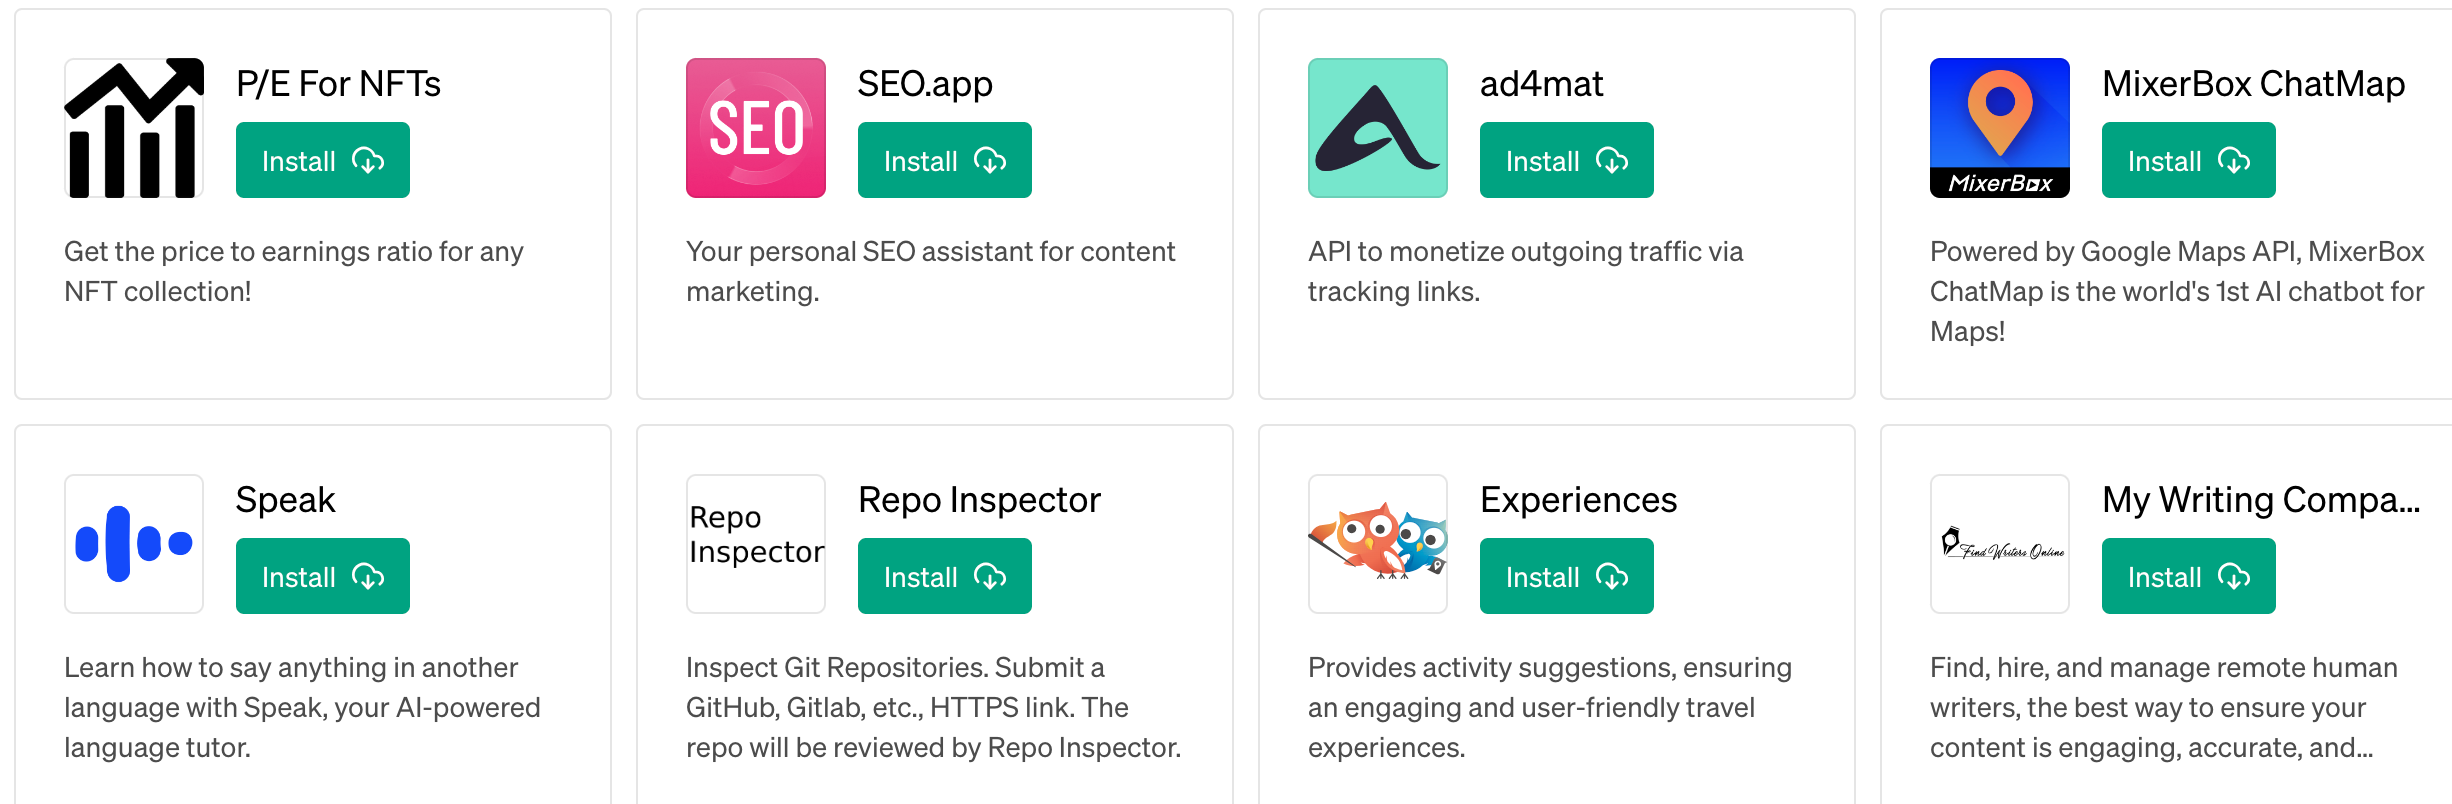 P/E For NFTs
Install
Get the price to earnings ratio for any
NFT collection!
SEO
SEO.app
Install
Your personal SEO assistant for content
marketing.
ad4mat
Install
API to monetize outgoing traffic via
tracking links.
MixerBox
MixerBox ChatMap
Install
Powered by Google Maps API, MixerBox
ChatMap is the world's 1st AI chatbot for
Maps!
Speak
Install
Learn how to say anything in another
language with Speak, your AI-powered
language tutor.
Repo
Inspector
Repo Inspector
Install
Inspect Git Repositories. Submit a
GitHub, Gitlab, etc., HTTPS link. The
repo will be reviewed by Repo Inspector.
Experiences
Install
Provides activity suggestions, ensuring
an engaging and user-friendly travel
experiences.
Find Writers Online
My Writing Compa...
Install
Find, hire, and manage remote human
writers, the best way to ensure your
content is engaging, accurate, and...